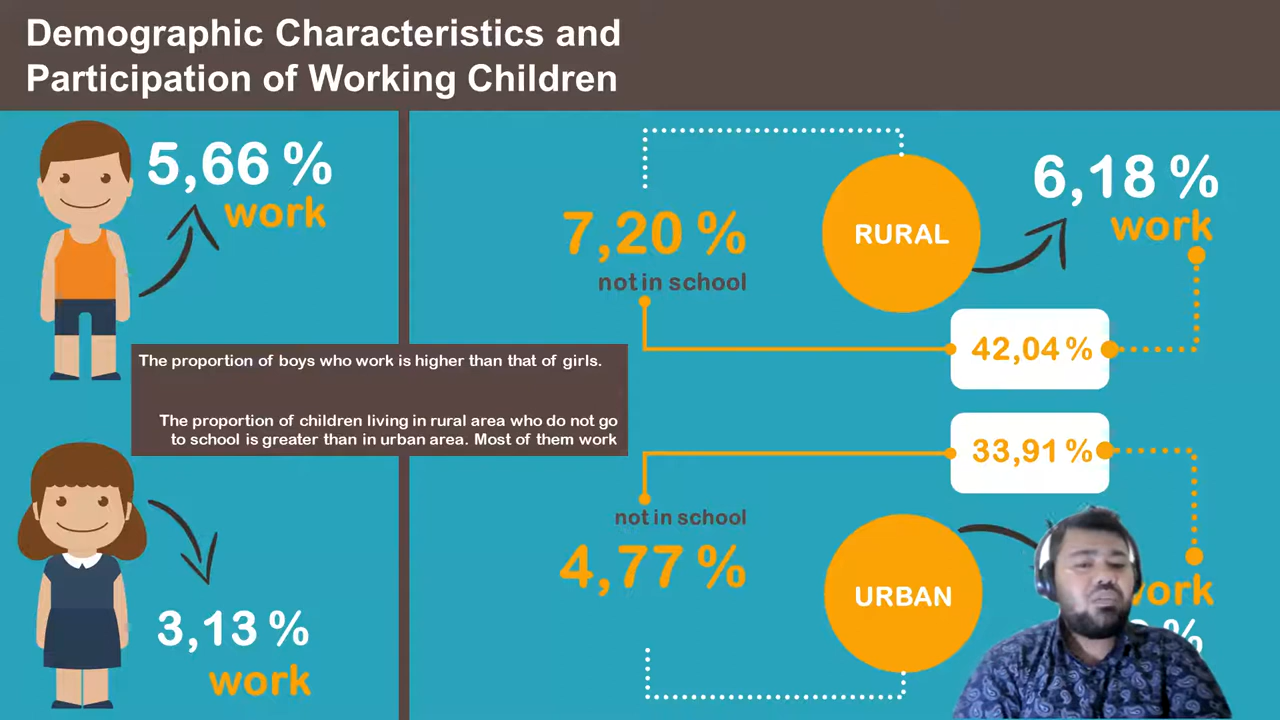 Demographic Characteristics and
Participation of Working Children
5,66 %
work
The proportion of boys who work is higher than that of girls.
The proportion of children living in rural area who do not go
to school is greater than in urban area. Most of them work
3,13 %
work
7,20 %
not in school
RURAL
6,18 %
work
42,04 %
33,91 %
not in school
4,77 %
URBAN
%